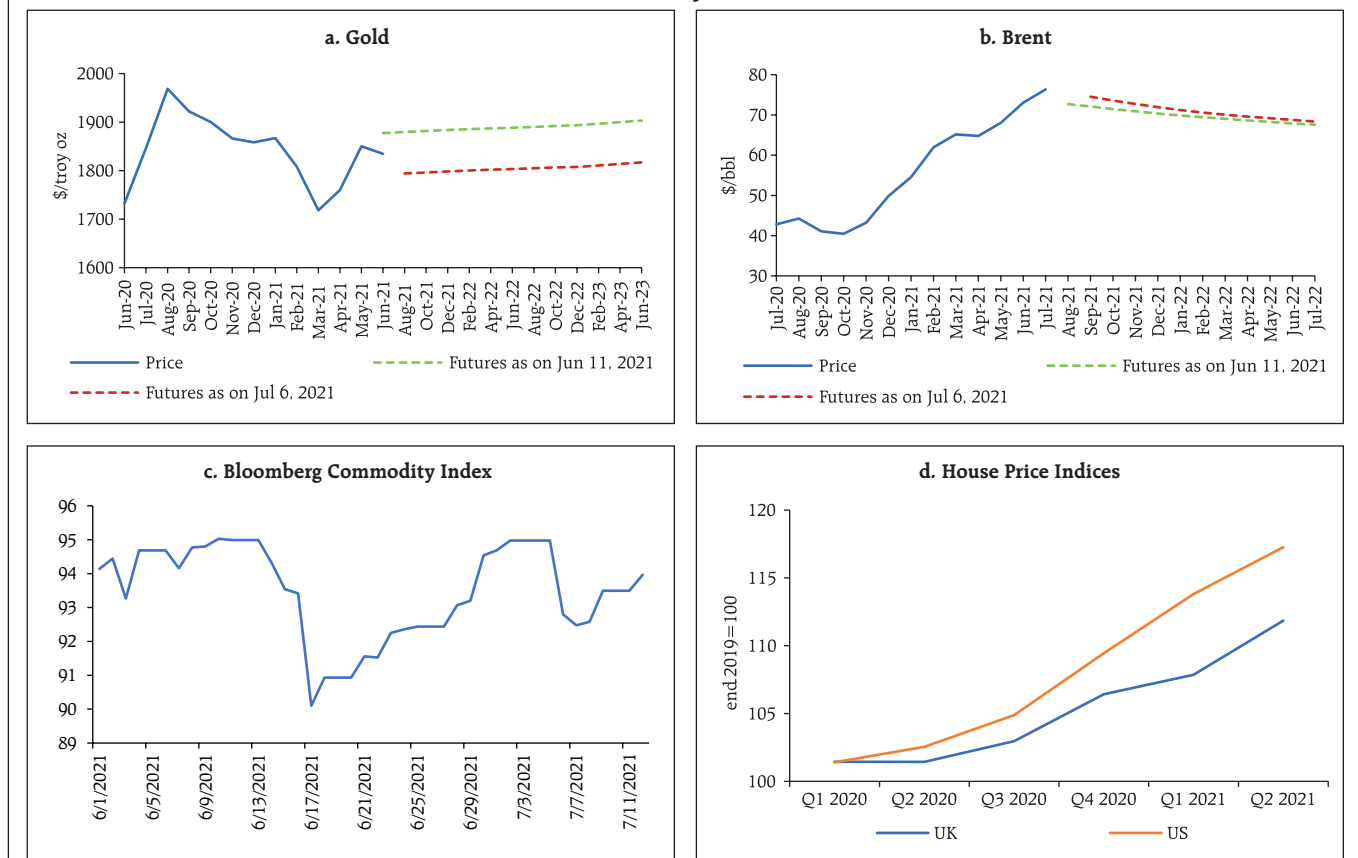 a. Gold
$/troy oz
2000
1900
1800
1700
1600
Jun-20
Jul-20
Aug-20
Sep-20
Oct-20
Nov-20
Dec-20
Jan-21
Feb-21
Mar-21
Apr-21
May-21
Jun-21
Aug-21
Oct-21
Dec-21
Feb-22
Apr-22
Jun-22
Aug-22
Oct-22
Dec-22
Feb-23
Apr-23
Jun-23
Price
Futures as on Jun 11, 2021
Futures as on Jul 6, 2021
b. Brent
$/bbl
80
70
60
50
40
30
Jul-20
Aug-20
Sep-20
Oct-20
Nov-20
Dec-20
Jan-21
Feb-21
Mar-21
Apr-21
May-21
Jun-21
Jul-21
Aug-21
Sep-21
Oct-21
Nov-21
Dec-21
Jan-22
Feb-22
Mar-22
Apr-22
May-22
Jun-22
Jul-22
Price
Futures as on Jun 11, 2021
Futures as on Jul 6, 2021
c. Bloomberg Commodity Index
96
95
94
93
92
91
90
89
6/1/2021
6/5/2021
6/9/2021
6/13/2021
6/17/2021
6/21/2021
6/25/2021
6/29/2021
7/3/2021
7/7/2021
7/11/2021
d. House Price Indices
end 2019=100
120
115
110
105
100
Q1 2020
Q2 2020
Q3 2020
Q4 2020
Q1 2021
Q2 2021
UK
US